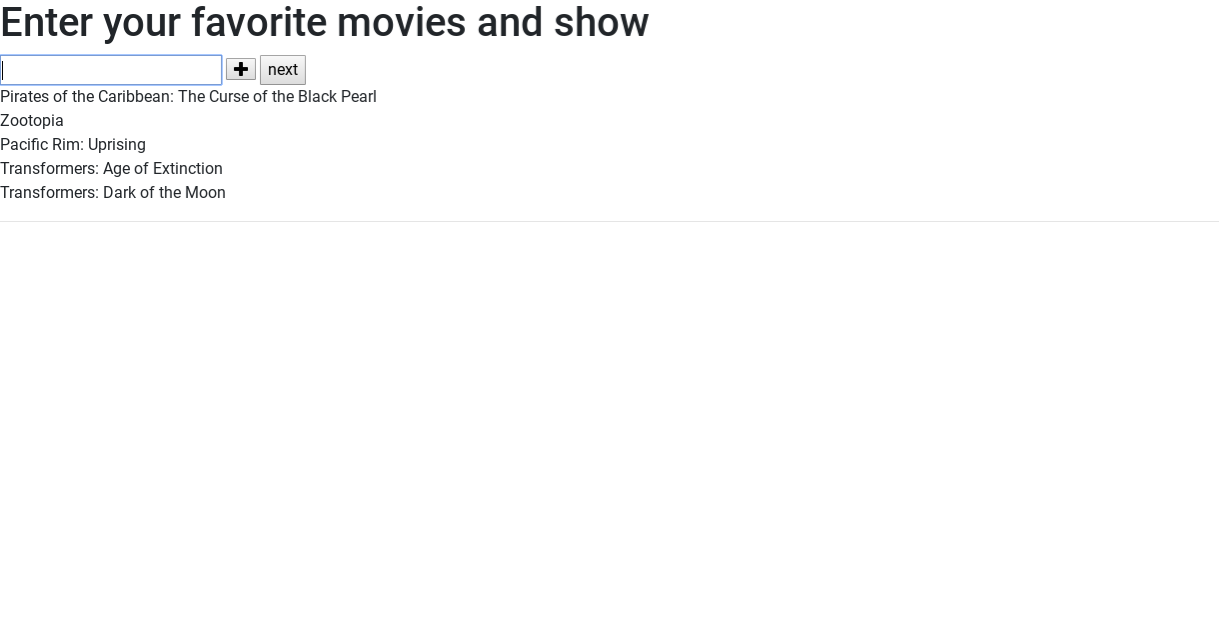 Enter your favorite movies and show
next
Pirates of the Caribbean: The Curse of the Black Pearl
Zootopia
Pacific Rim: Uprising
Transformers: Age of Extinction
Transformers: Dark of the Moon